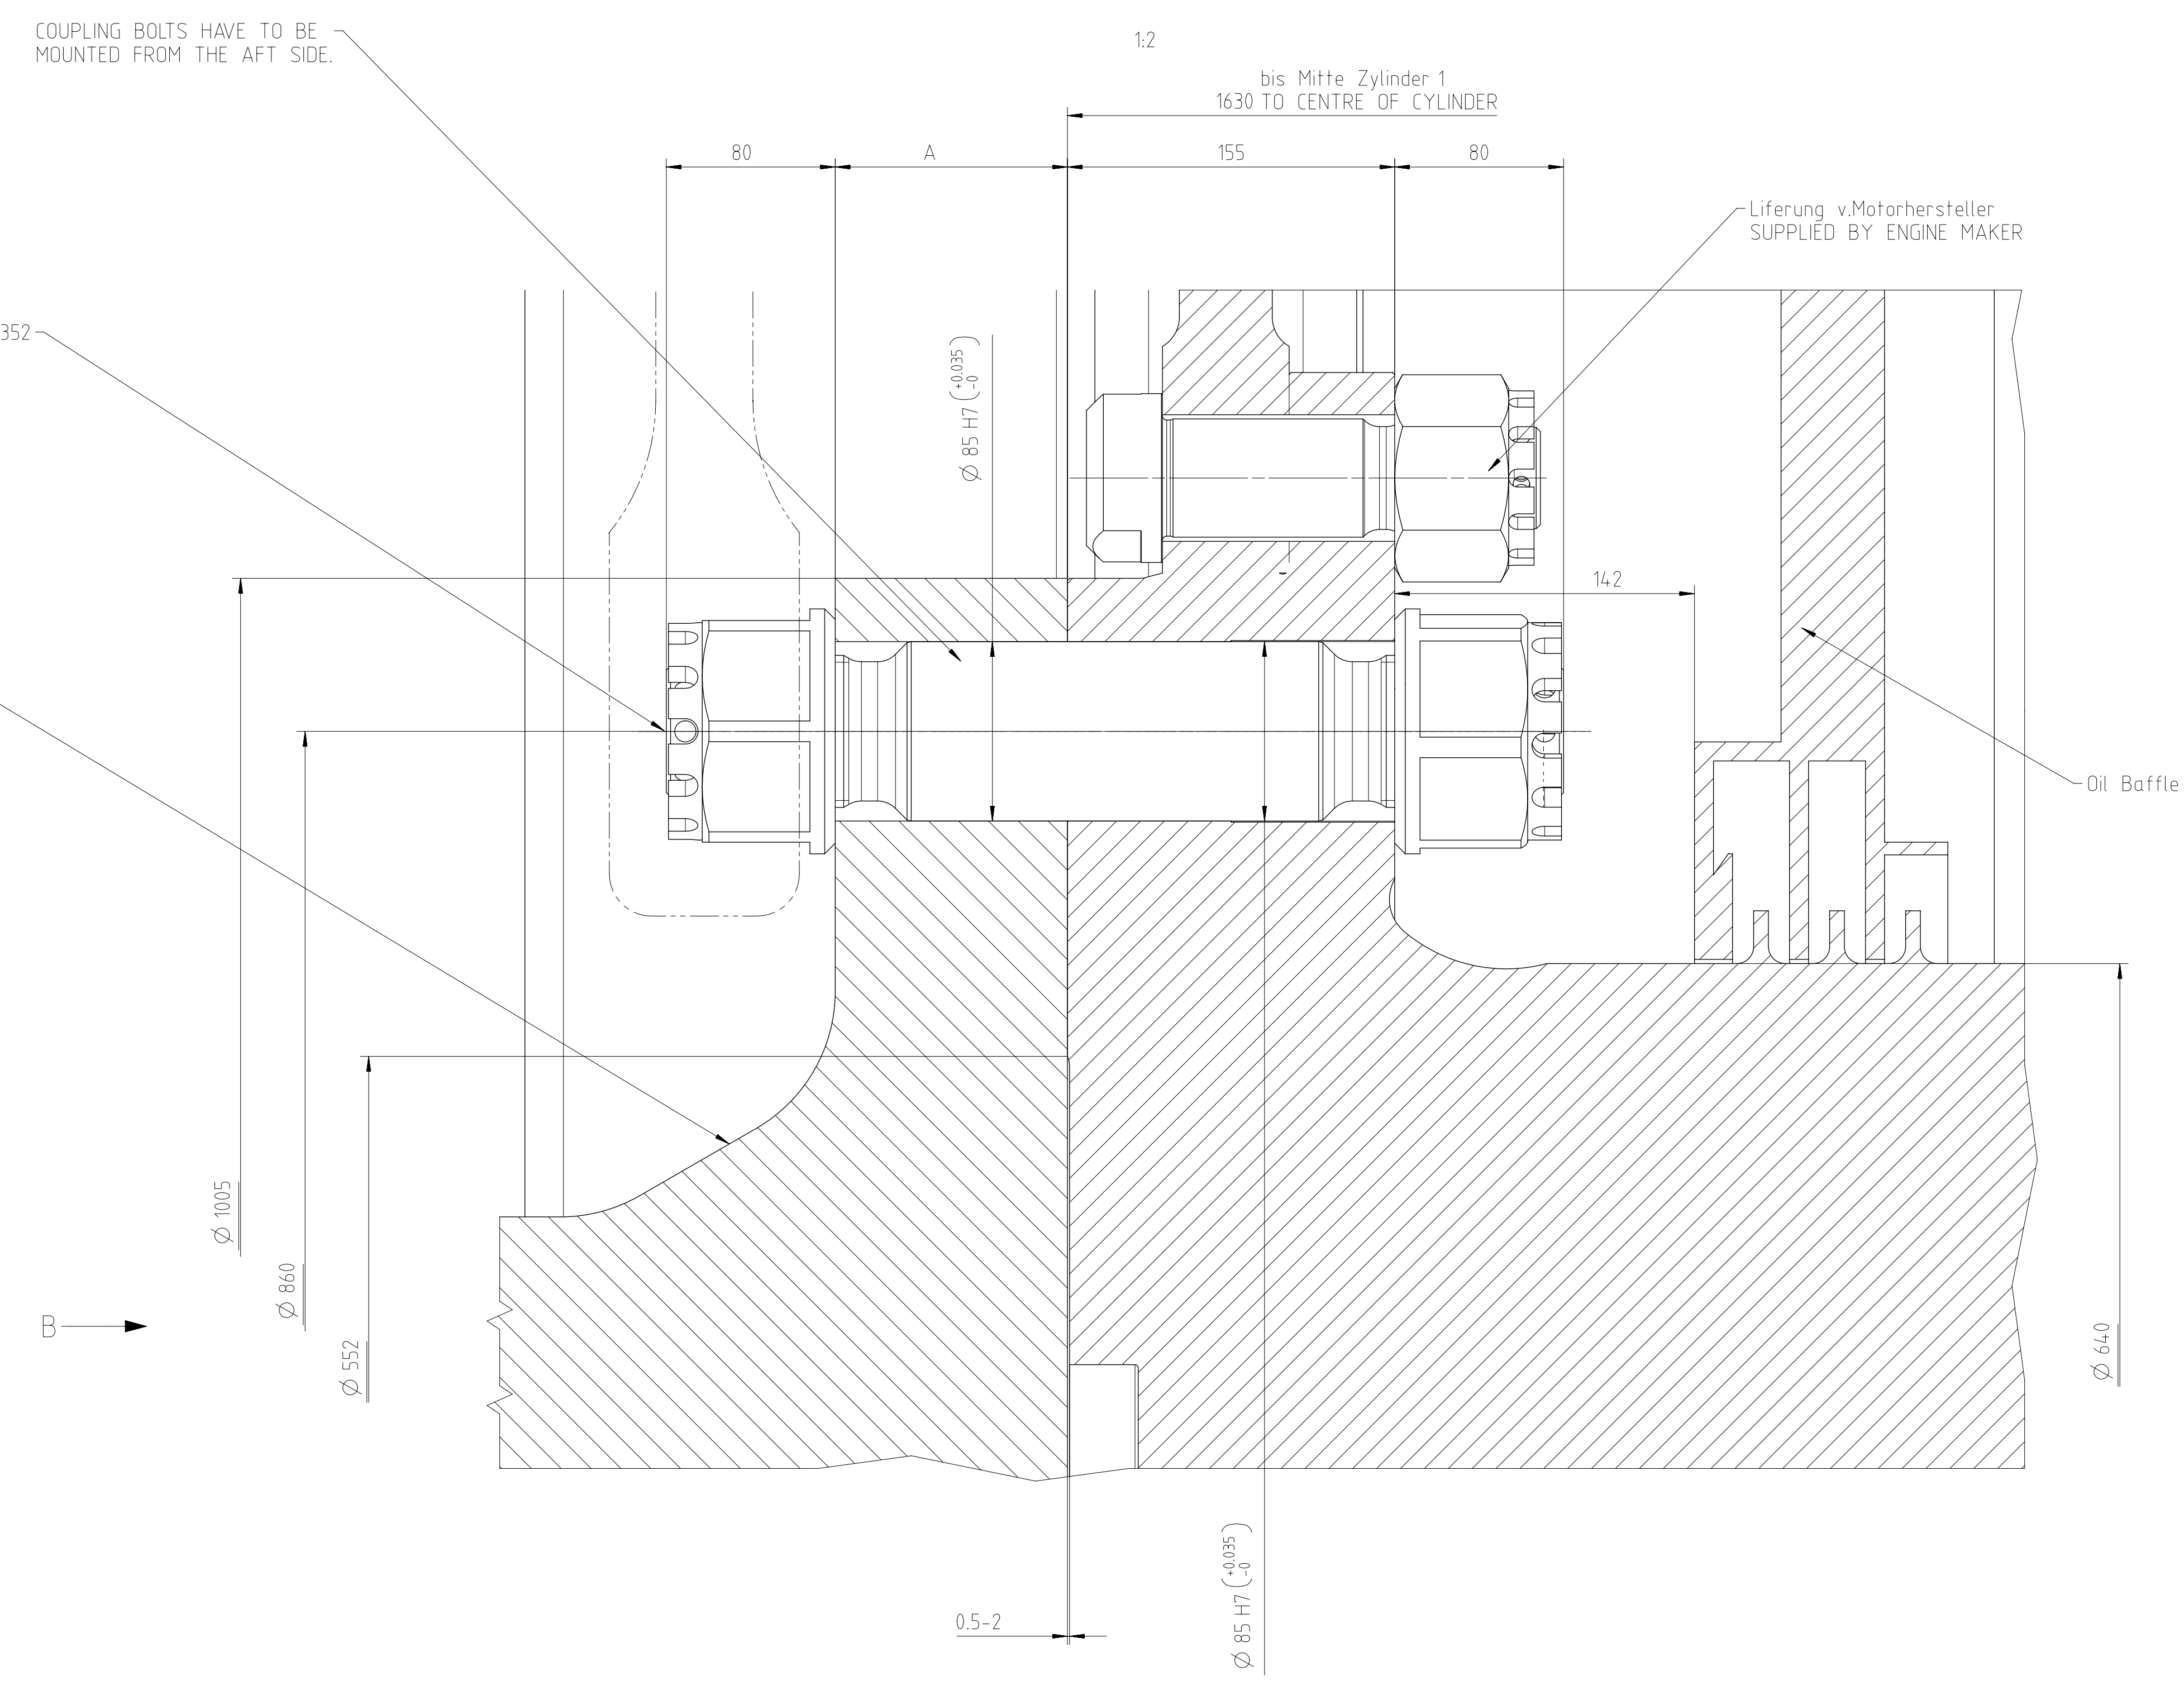 COUPLING BOLTS HAVE TO BE
MOUNTED FROM THE AFT SIDE.
1:2
bis Mitte Zylinder 1
1630 TO CENTRE OF CYLINDER
80
A
155
80
Liferung v.Motorhersteller
SUPPLIED BY ENGINE MAKER
352
Ø 85 H7 (+0.035 -0)
142
Oil Baffle
Ø 1005
Ø 860
Ø 552
B
Ø 640
Ø 85 H7 (+0.035 -0)
0.5-2